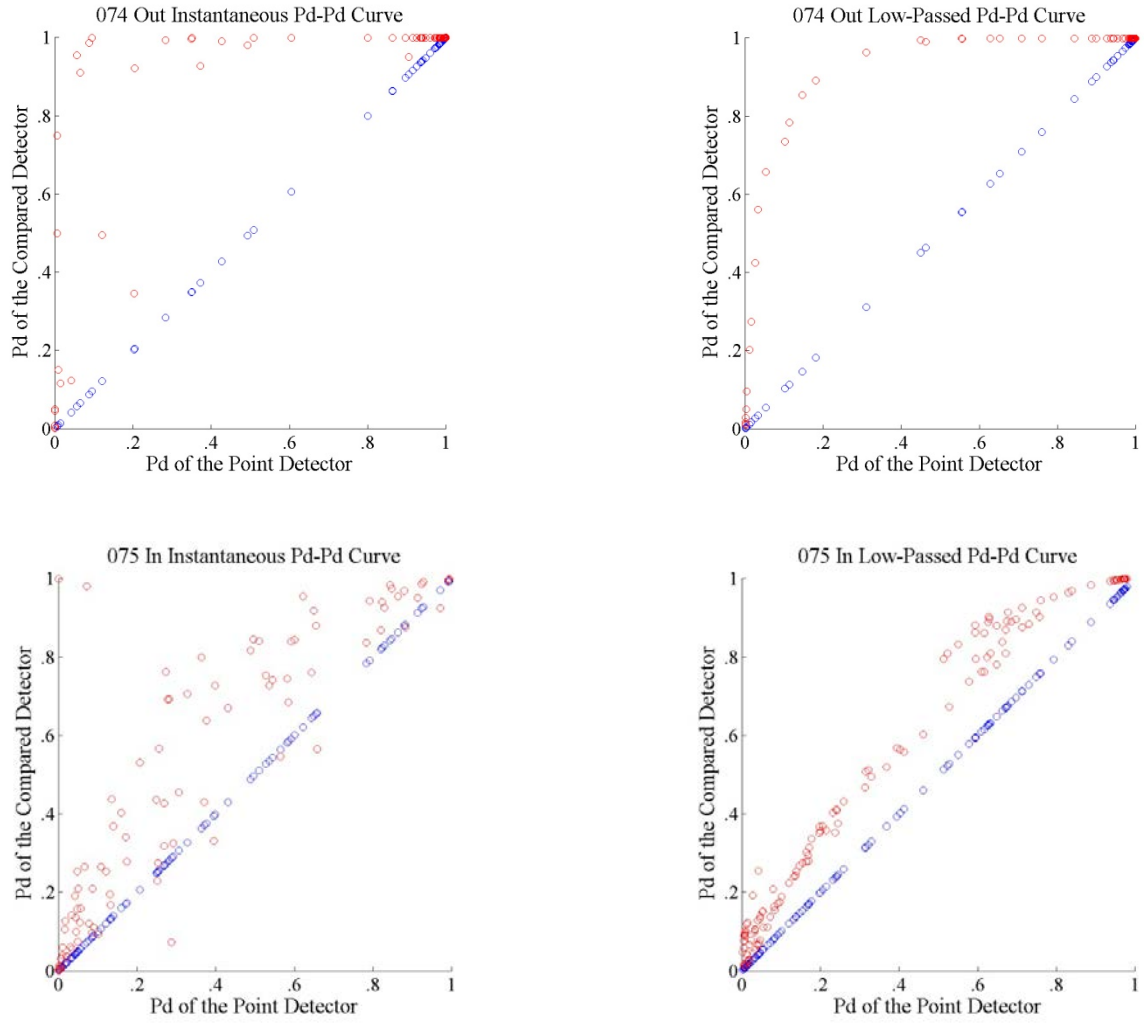 074 Out Instantaneous Pd-Pd Curve
Pd of the Compared Detector
1
.8
.6
.4
.2
0
0 .2 .4 .6 .8 1
Pd of the Point Detector
074 Out Low-Passed Pd-Pd Curve
Pd of the Compared Detector
1
.8
.6
.4
.2
0
0 .2 .4 .6 .8 1
Pd of the Point Detector
075 In Instantaneous Pd-Pd Curve
Pd of the Compared Detector
1
.8
.6
.4
.2
0
0 .2 .4 .6 .8 1
Pd of the Point Detector
075 In Low-Passed Pd-Pd Curve
Pd of the Compared Detector
1
.8
.6
.4
.2
0
0 .2 .4 .6 .8 1
Pd of the Point Detector